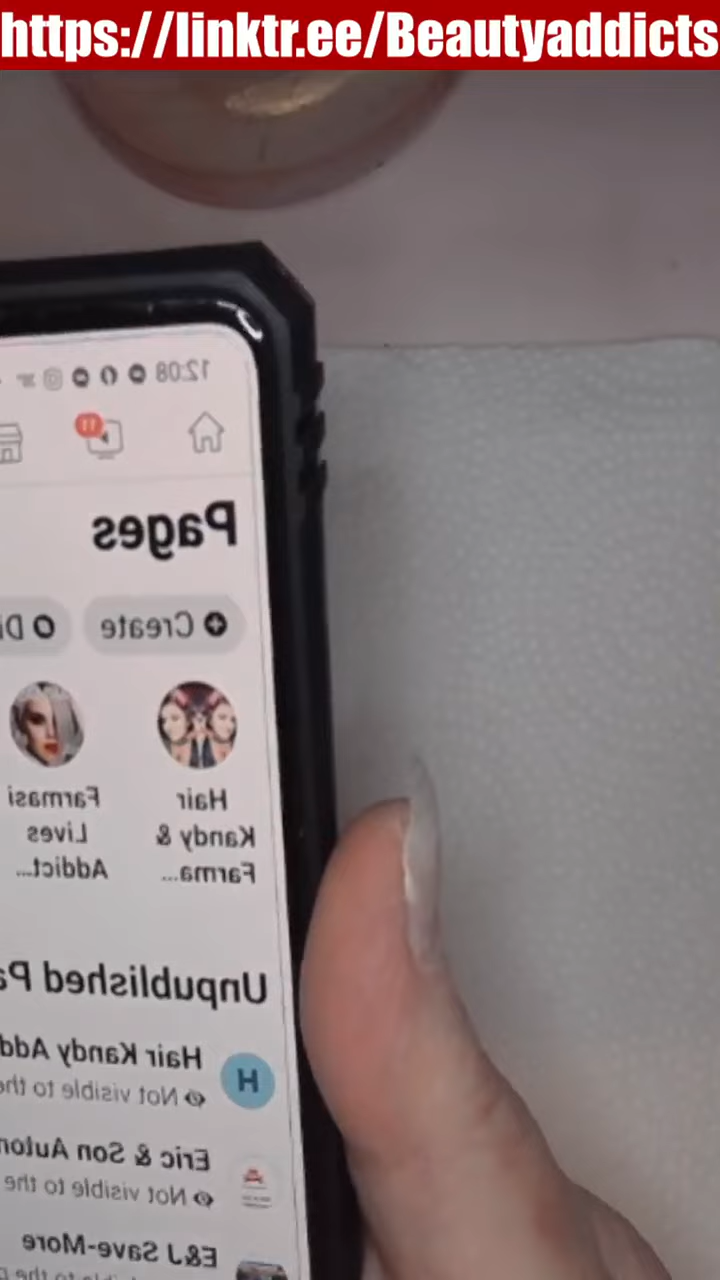 https://linktr.ee/Beautyaddicts
12:08
11
Pages
Create
Hair
Kandy &
Farma...
Farmasi
Lives
Addict...
Unpublished
H
Hair Kandy
Not visible to
Eric & Son
Not visible to the
E&J Save-More